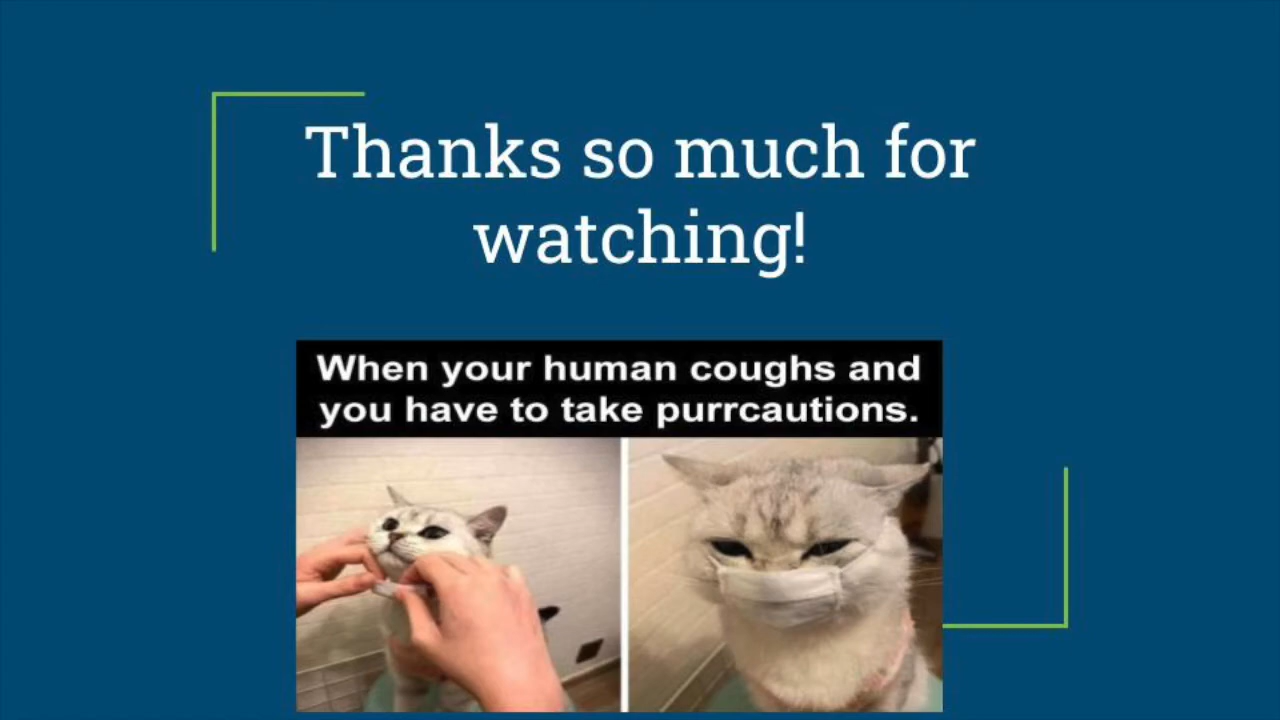 Thanks so much for
watching!
When your human coughs and
you have to take purrcautions.